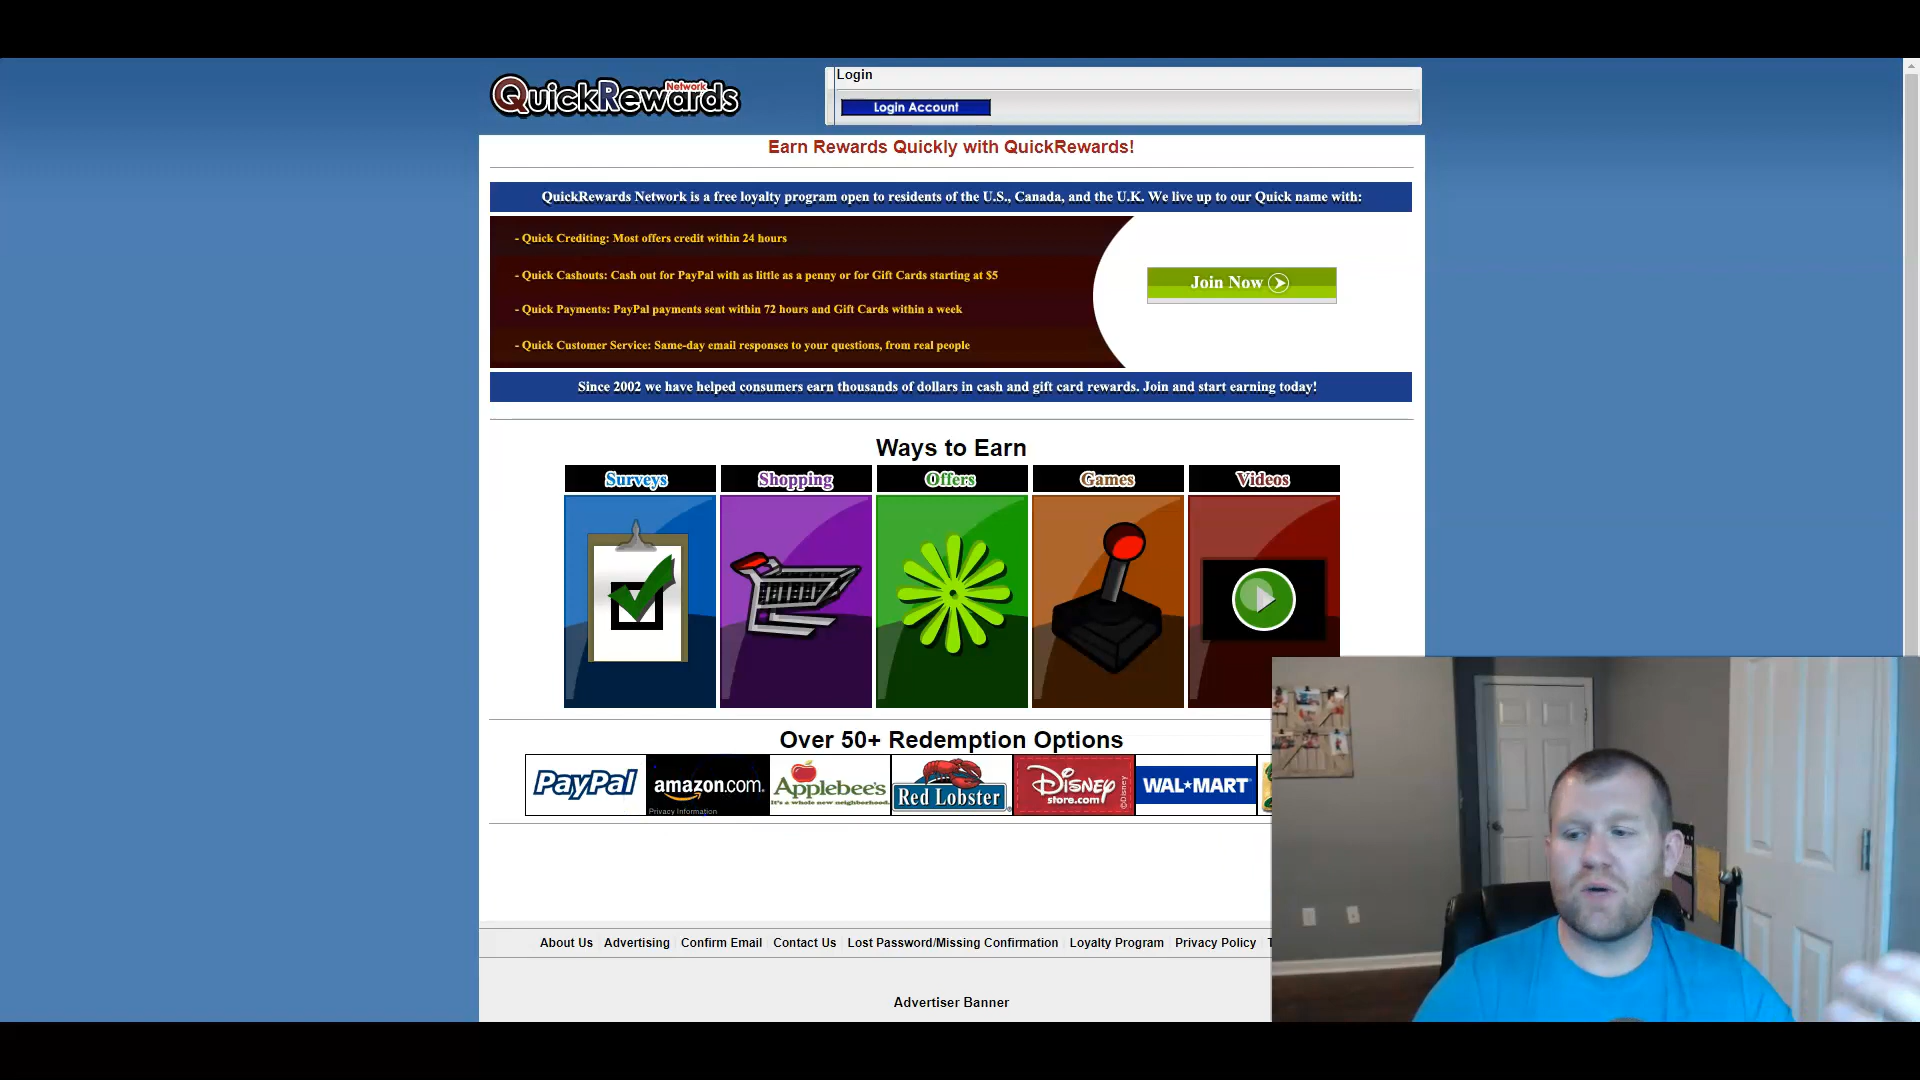 QuickRewards
Network
Login
Login Account
Earn Rewards Quickly with QuickRewards!
QuickRewards Network is a free loyalty program open to residents of the U.S., Canada, and the U.K. We live up to our Quick name with:
- Quick Crediting: Most offers credit within 24 hours
- Quick Cashouts: Cash out for PayPal with as little as a penny or for Gift Cards starting at $5
- Quick Payments: PayPal payments sent within 72 hours and Gift Cards within a week
- Quick Customer Service: Same-day email responses to your questions, from real people
Join Now
Since 2002 we have helped consumers earn thousands of dollars in cash and gift card rewards. Join and start earning today!
Ways to Earn
Surveys Shopping Offers Games Videos
Over 50+ Redemption Options
PayPal
amazon.com.
Privacy Information
Applebee's
It's a whole new neighborhood.
Red Lobster
Disney
store.com
©Disney
WAL★MART
About Us Advertising Confirm Email Contact Us Lost Password/Missing Confirmation Loyalty Program Privacy Policy
Advertiser Banner